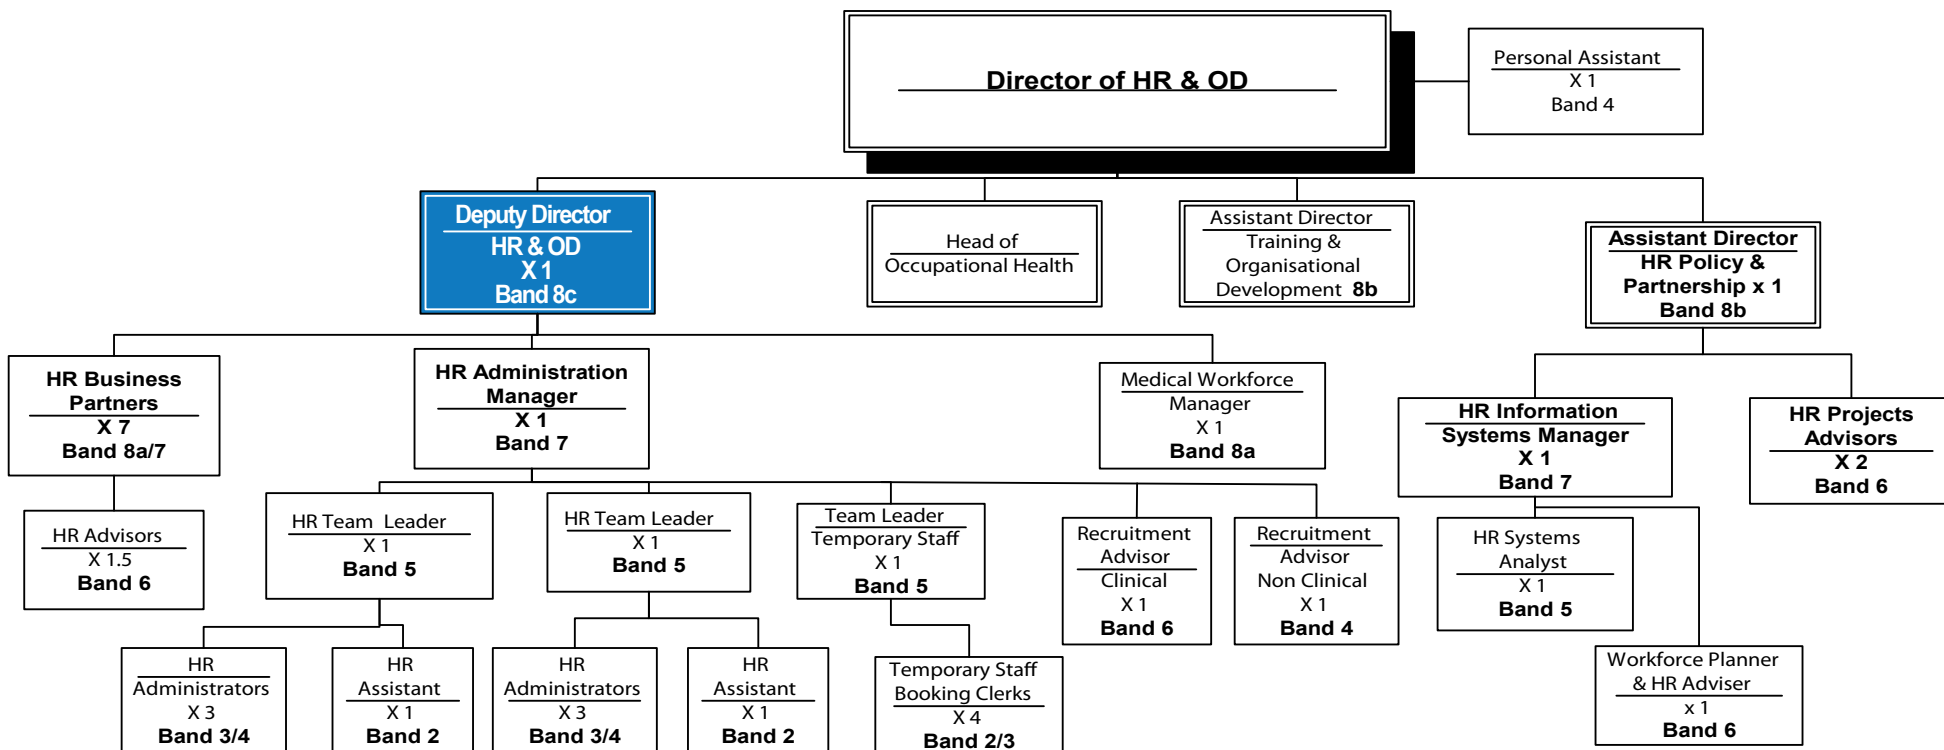 Director of HR & OD
Personal Assistant
X 1
Band 4
Deputy Director
HR & OD
X 1
Band 8c
Head of
Occupational Health
Assistant Director
Training &
Organisational
Development 8b
Assistant Director
HR Policy &
Partnership x 1
Band 8b
HR Business
Partners
X 7
Band 8a/7
HR Administration
Manager
X 1
Band 7
Medical Workforce
Manager
X 1
Band 8a
HR Information
Systems Manager
X 1
Band 7
HR Projects
Advisors
X 2
Band 6
HR Advisors
X 1.5
Band 6
HR Team Leader
X 1
Band 5
HR Team Leader
X 1
Band 5
Team Leader
Temporary Staff
X 1
Band 5
Recruitment
Advisor
Clinical
X 1
Band 6
Recruitment
Advisor
Non Clinical
X 1
Band 4
HR Systems
Analyst
X 1
Band 5
HR
Administrators
X 3
Band 3/4
HR
Assistant
X 1
Band 2
HR
Administrators
X 3
Band 3/4
HR
Assistant
X 1
Band 2
Temporary Staff
Booking Clerks
X 4
Band 2/3
Workforce Planner
& HR Adviser
x 1
Band 6